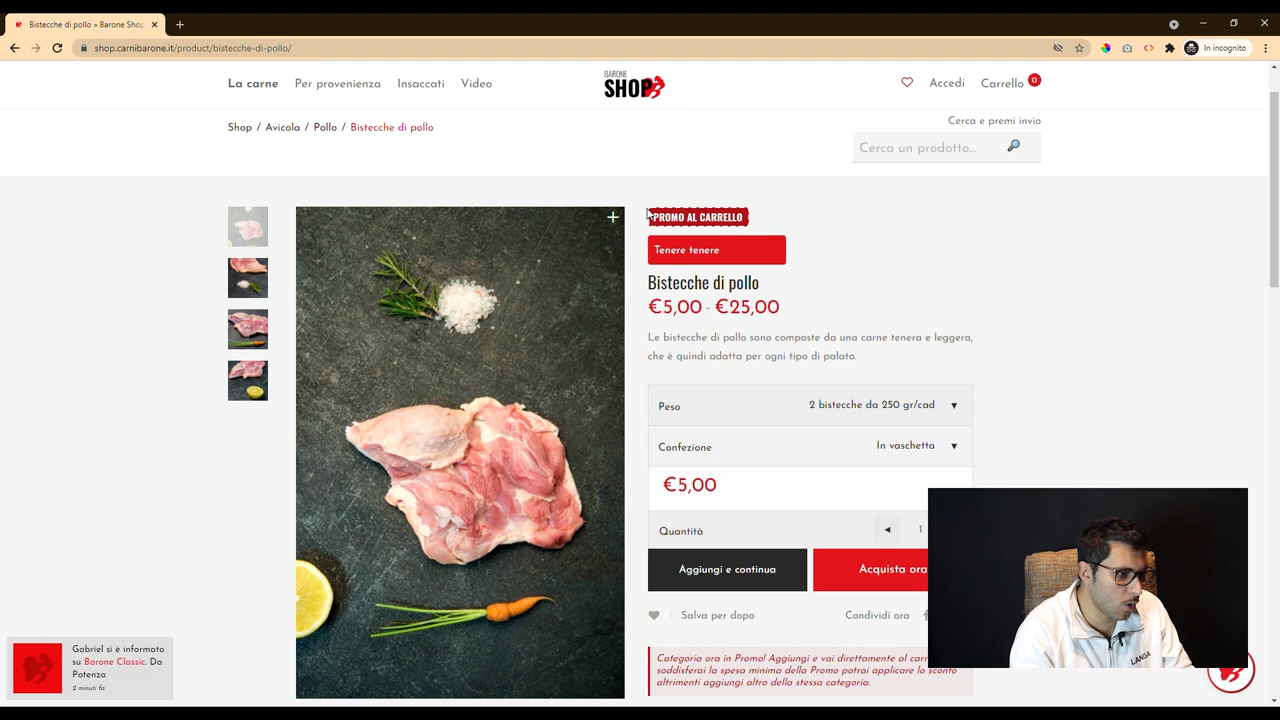 Bistecche di pollo » Barone Shop
shop.carnibarone.it/product/bistecche-di-pollo/
In incognito
La carne
Per provenienza
Insaccati
Video
BARONE
SHOP
Accedi
Carrello
0
Shop / Avicola / Pollo / Bistecche di pollo
Cerca e premi invio
Cerca un prodotto...
PROMO AL CARRELLO
Tenere tenere
Bistecche di pollo
€5,00 - €25,00
Le bistecche di pollo sono composte da una carne tenera e leggera,
che è quindi adatta per ogni tipo di palato.
Peso
2 bistecche da 250 gr/cad
Confezione
In vaschetta
€5,00
Quantità
1
Aggiungi e continua
Acquista ora
Salva per dopo
Condividi ora
Categoria ora in Promo! Aggiungi e vai direttamente al
soddisferai la spesa minima della Promo potrai applicare lo sconto
altrimenti aggiungi altro della stessa categoria.
Gabriel si è informato
su Barone Classic. Da
Potenza
2 minuti fa
LANGA